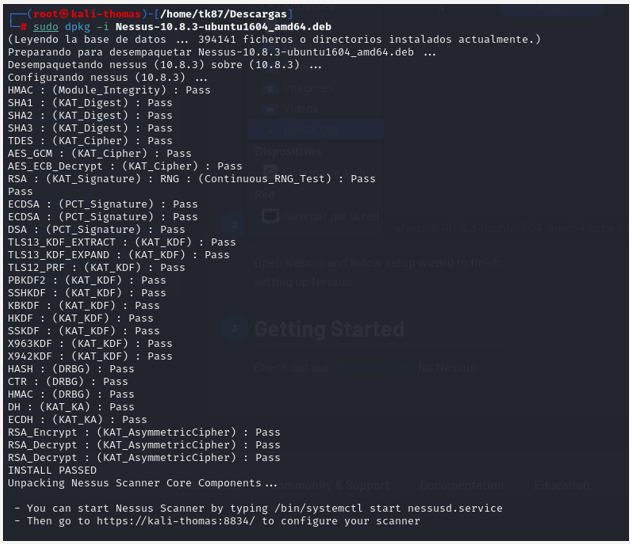 ┌──(root㉿kali-thomas)-[/home/tk87/Descargas]
└─# sudo dpkg -i Nessus-10.8.3-ubuntu1604_amd64.deb
(Leyendo la base de datos ... 394141 ficheros o directorios instalados actualmente.)
Preparando para desempaquetar Nessus-10.8.3-ubuntu1604_amd64.deb ...
Desempaquetando nessus (10.8.3) sobre (10.8.3) ...
Configurando nessus (10.8.3) ...
HMAC : (Module_Integrity) : Pass
SHA1 : (KAT_Digest) : Pass
SHA2 : (KAT_Digest) : Pass
SHA3 : (KAT_Digest) : Pass
TDES : (KAT_Cipher) : Pass
AES_GCM : (KAT_Cipher) : Pass
AES_ECB_Decrypt : (KAT_Cipher) : Pass
RSA : (KAT_Signature) : RNG : (Continuous_RNG_Test) : Pass
Pass
ECDSA : (PCT_Signature) : Pass
ECDSA : (PCT_Signature) : Pass
DSA : (PCT_Signature) : Pass
TLS13_KDF_EXTRACT : (KAT_KDF) : Pass
TLS13_KDF_EXPAND : (KAT_KDF) : Pass
TLS12_PRF : (KAT_KDF) : Pass
PBKDF2 : (KAT_KDF) : Pass
SSHKDF : (KAT_KDF) : Pass
KBKDF : (KAT_KDF) : Pass
HKDF : (KAT_KDF) : Pass
SSKDF : (KAT_KDF) : Pass
X963KDF : (KAT_KDF) : Pass
X942KDF : (KAT_KDF) : Pass
HASH : (DRBG) : Pass
CTR : (DRBG) : Pass
HMAC : (DRBG) : Pass
DH : (KAT_KA) : Pass
ECDH : (KAT_KA) : Pass
RSA_Encrypt : (KAT_AsymmetricCipher) : Pass
RSA_Decrypt : (KAT_AsymmetricCipher) : Pass
RSA_Decrypt : (KAT_AsymmetricCipher) : Pass
INSTALL PASSED
Unpacking Nessus Scanner Core Components...
- You can start Nessus Scanner by typing /bin/systemctl start nessusd.service
- Then go to https://kali-thomas:8834/ to configure your scanner
Getting Started
Documentation
Education